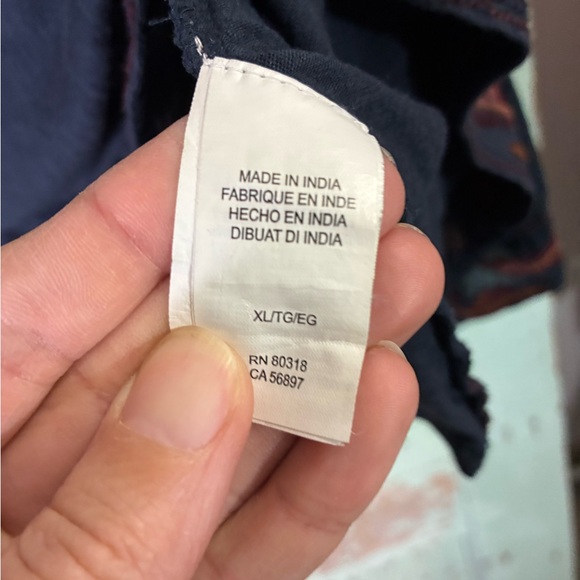 MADE IN INDIA
FABRIQUE EN INDE
HECHO EN INDIA
DIBUAT DI INDIA
XL/TG/EG
RN 80318
CA 56897